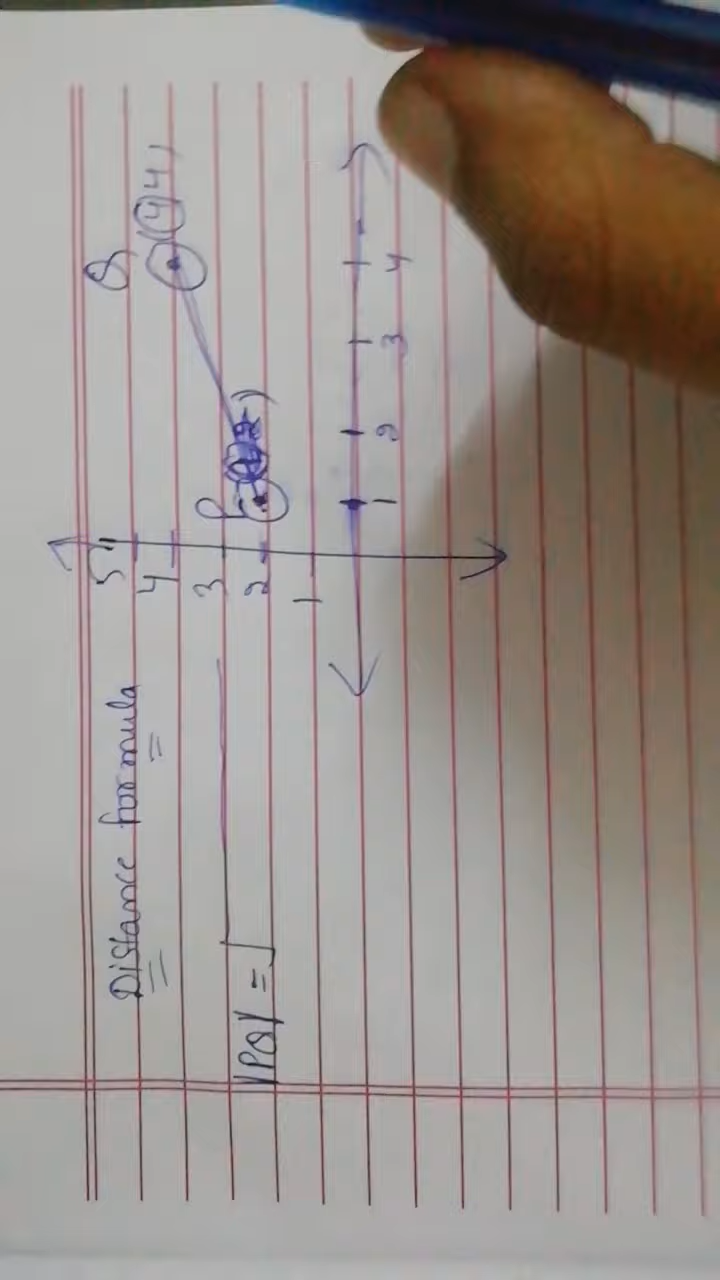 Distance formula
|PQ| = √
5
4
3
2
1
Q
(4,4)
P
1 2 3 4